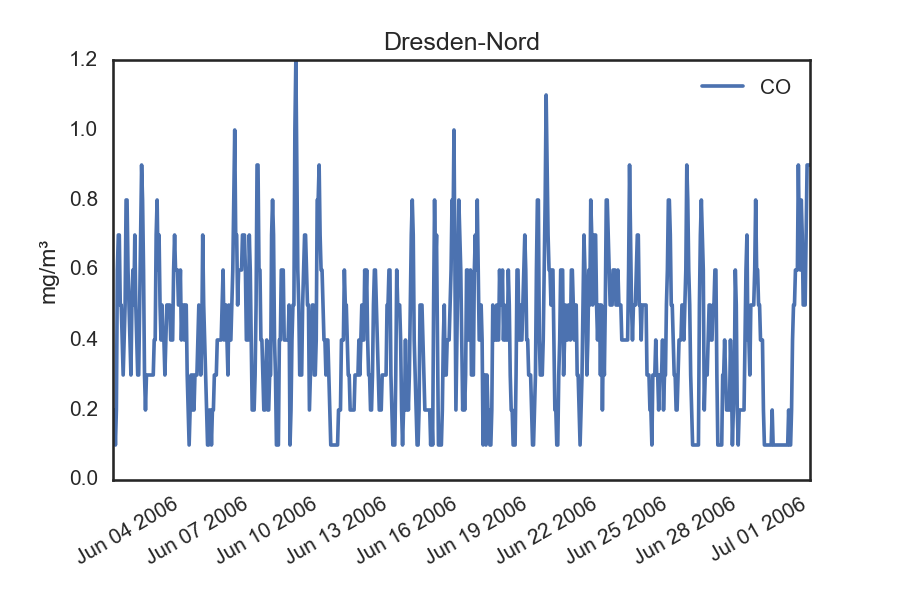 Dresden-Nord
1.2
1.0
0.8
0.6
0.4
0.2
0.0
mg/m³
CO
Jun 04 2006
Jun 07 2006
Jun 10 2006
Jun 13 2006
Jun 16 2006
Jun 19 2006
Jun 22 2006
Jun 25 2006
Jun 28 2006
Jul 01 2006